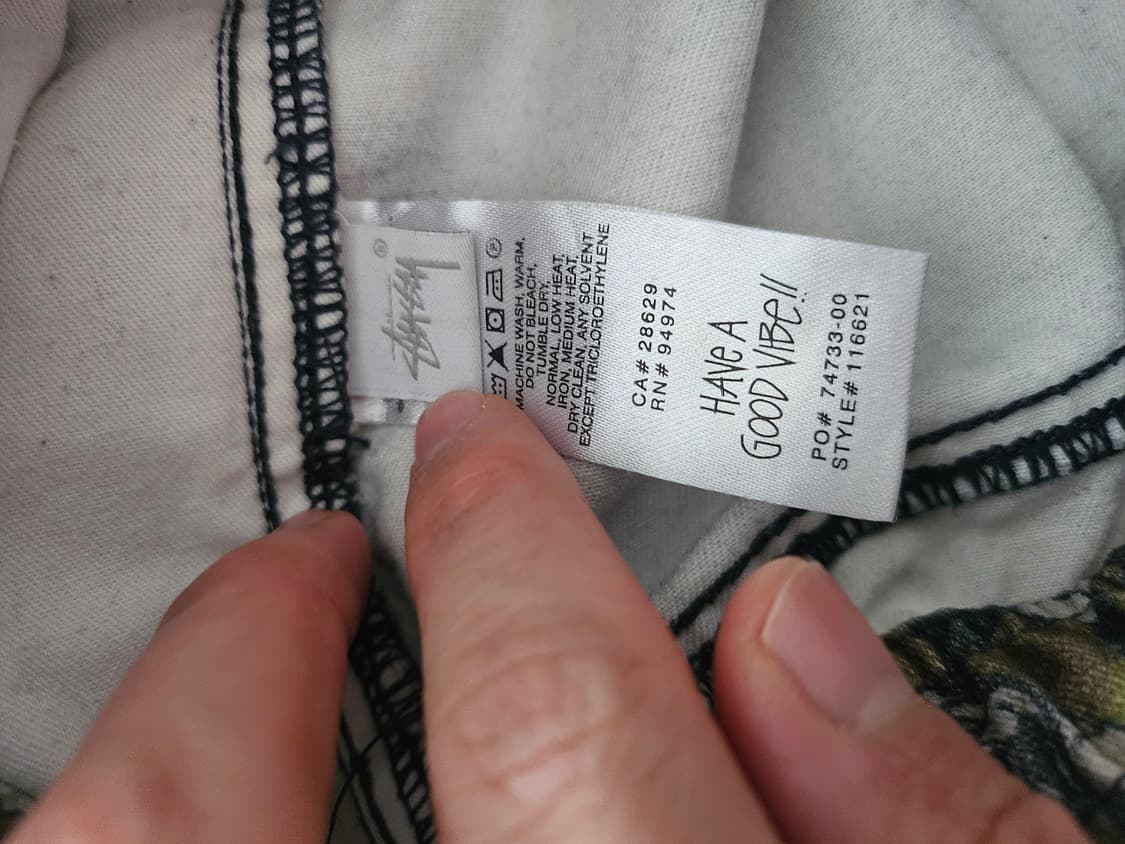 Stüssy
®
MACHINE WASH, WARM,
DO NOT BLEACH,
TUMBLE DRY,
NORMAL, LOW HEAT,
IRON, MEDIUM HEAT,
DRY CLEAN, ANY SOLVENT
EXCEPT TRICLOROETHYLENE
CA# 28629
RN# 94974
HAVE A
GOOD VIBE!!
PO# 74733-00
STYLE# 116621